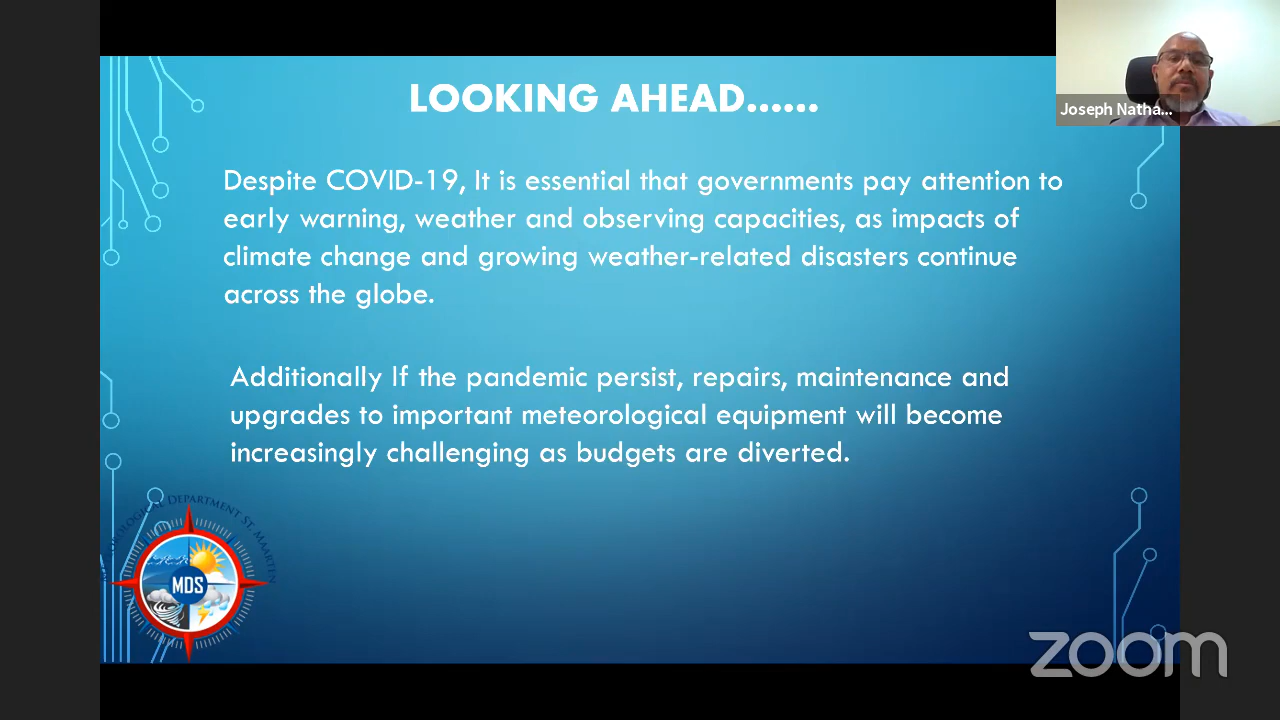 LOOKING AHEAD......
Joseph Natha...
Despite COVID-19, It is essential that governments pay attention to
early warning, weather and observing capacities, as impacts of
climate change and growing weather-related disasters continue
across the globe.
Additionally If the pandemic persist, repairs, maintenance and
upgrades to important meteorological equipment will become
increasingly challenging as budgets are diverted.
DEPARTMENT ST. MAARTEN
MDS
zoom